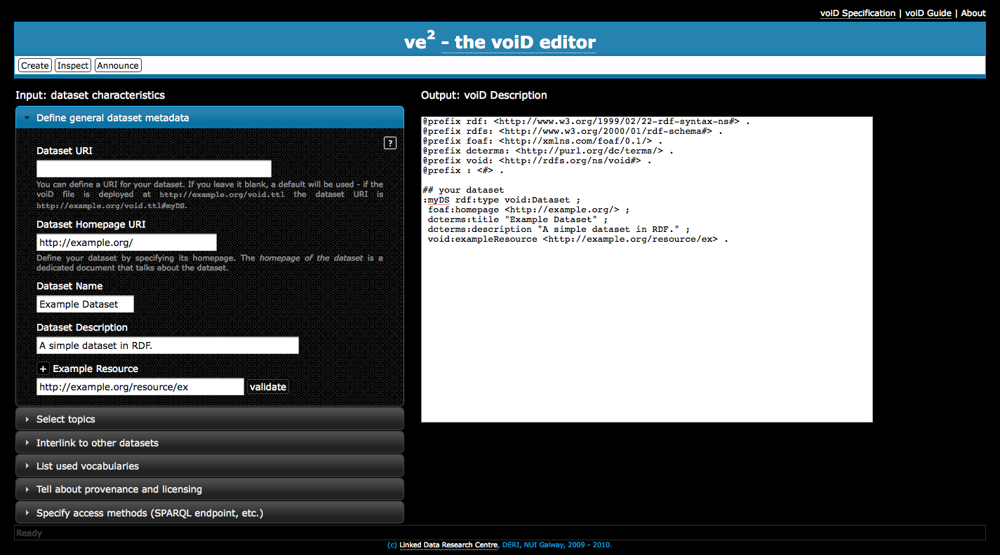 voiD Specification | voiD Guide | About
ve2 - the voiD editor
Create Inspect Announce
Input: dataset characteristics
Define general dataset metadata
?
Dataset URI
You can define a URI for your dataset. If you leave it blank, a default will be used - if the
voiD file is deployed at http://example.org/void.ttl the dataset URI is
http://example.org/void.ttl#myDS.
Dataset Homepage URI
http://example.org/
Define your dataset by specifying its homepage. The homepage of the dataset is a
dedicated document that talks about the dataset.
Dataset Name
Example Dataset
Dataset Description
A simple dataset in RDF.
+ Example Resource
http://example.org/resource/ex validate
Select topics
Interlink to other datasets
List used vocabularies
Tell about provenance and licensing
Specify access methods (SPARQL endpoint, etc.)
Output: voiD Description
@prefix rdf: <http://www.w3.org/1999/02/22-rdf-syntax-ns#> .
@prefix rdfs: <http://www.w3.org/2000/01/rdf-schema#> .
@prefix foaf: <http://xmlns.com/foaf/0.1/> .
@prefix dcterms: <http://purl.org/dc/terms/> .
@prefix void: <http://rdfs.org/ns/void#> .
@prefix : <#> .
## your dataset
:myDS rdf:type void:Dataset ;
foaf:homepage <http://example.org/> ;
dcterms:title "Example Dataset" ;
dcterms:description "A simple dataset in RDF." ;
void:exampleResource <http://example.org/resource/ex> .
Ready
(c) Linked Data Research Centre, DERI, NUI Galway, 2009 - 2010.